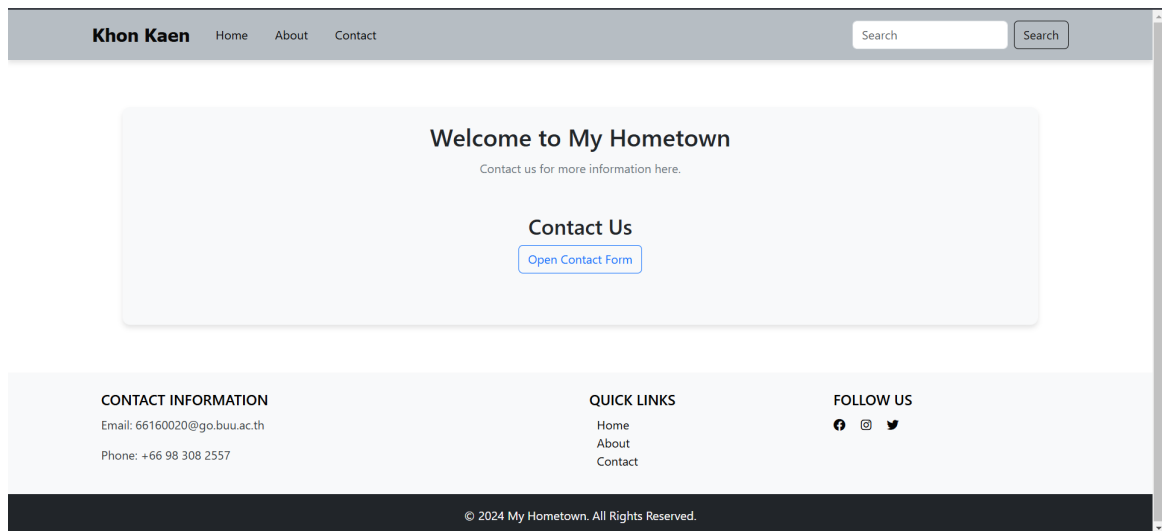 Khon Kaen Home About Contact Search Search
Welcome to My Hometown
Contact us for more information here.
Contact Us
Open Contact Form
CONTACT INFORMATION
Email: 66160020@go.buu.ac.th
Phone: +66 98 308 2557
QUICK LINKS
Home
About
Contact
FOLLOW US
© 2024 My Hometown. All Rights Reserved.